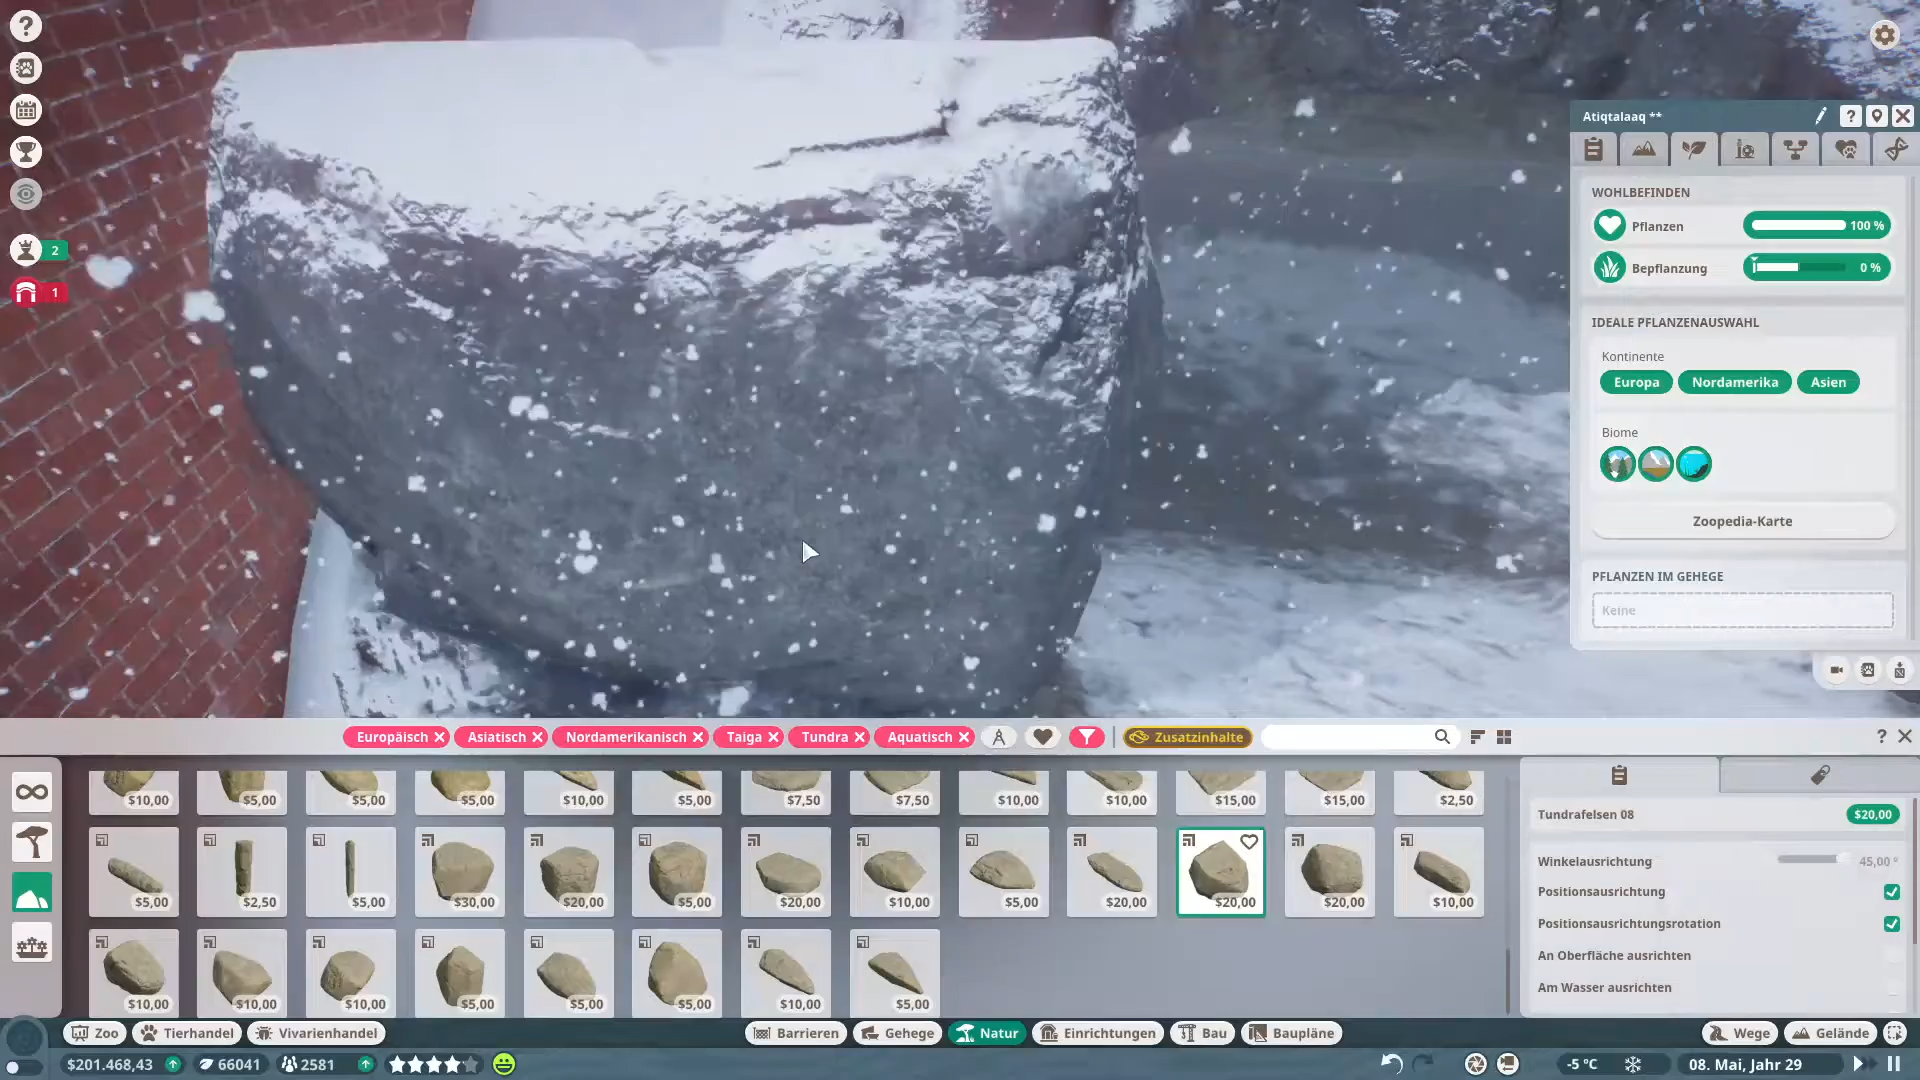 ?
2
1
Atiqtalaaq **
?
WOHLBEFINDEN
Pflanzen
100 %
Bepflanzung
0 %
IDEALE PFLANZENAUSWAHL
Kontinente
Europa
Nordamerika
Asien
Biome
Zoopedia-Karte
PFLANZEN IM GEHEGE
Keine
Europäisch
Asiatisch
Nordamerikanisch
Taiga
Tundra
Aquatisch
Zusatzinhalte
?
$10,00
$5,00
$5,00
$5,00
$10,00
$5,00
$7,50
$7,50
$10,00
$10,00
$15,00
$15,00
$2,50
$5,00
$2,50
$5,00
$30,00
$20,00
$5,00
$20,00
$10,00
$5,00
$20,00
$20,00
$20,00
$10,00
$10,00
$10,00
$10,00
$5,00
$5,00
$5,00
$10,00
$5,00
Tundrafelsen 08
$20,00
Winkelausrichtung
45,00 °
Positionsausrichtung
Positionsausrichtungsrotation
An Oberfläche ausrichten
Am Wasser ausrichten
Zoo
Tierhandel
Vivarienhandel
Barrieren
Gehege
Natur
Einrichtungen
Bau
Baupläne
Wege
Gelände
$201.468,43
66041
2581
-5 °C
08. Mai, Jahr 29